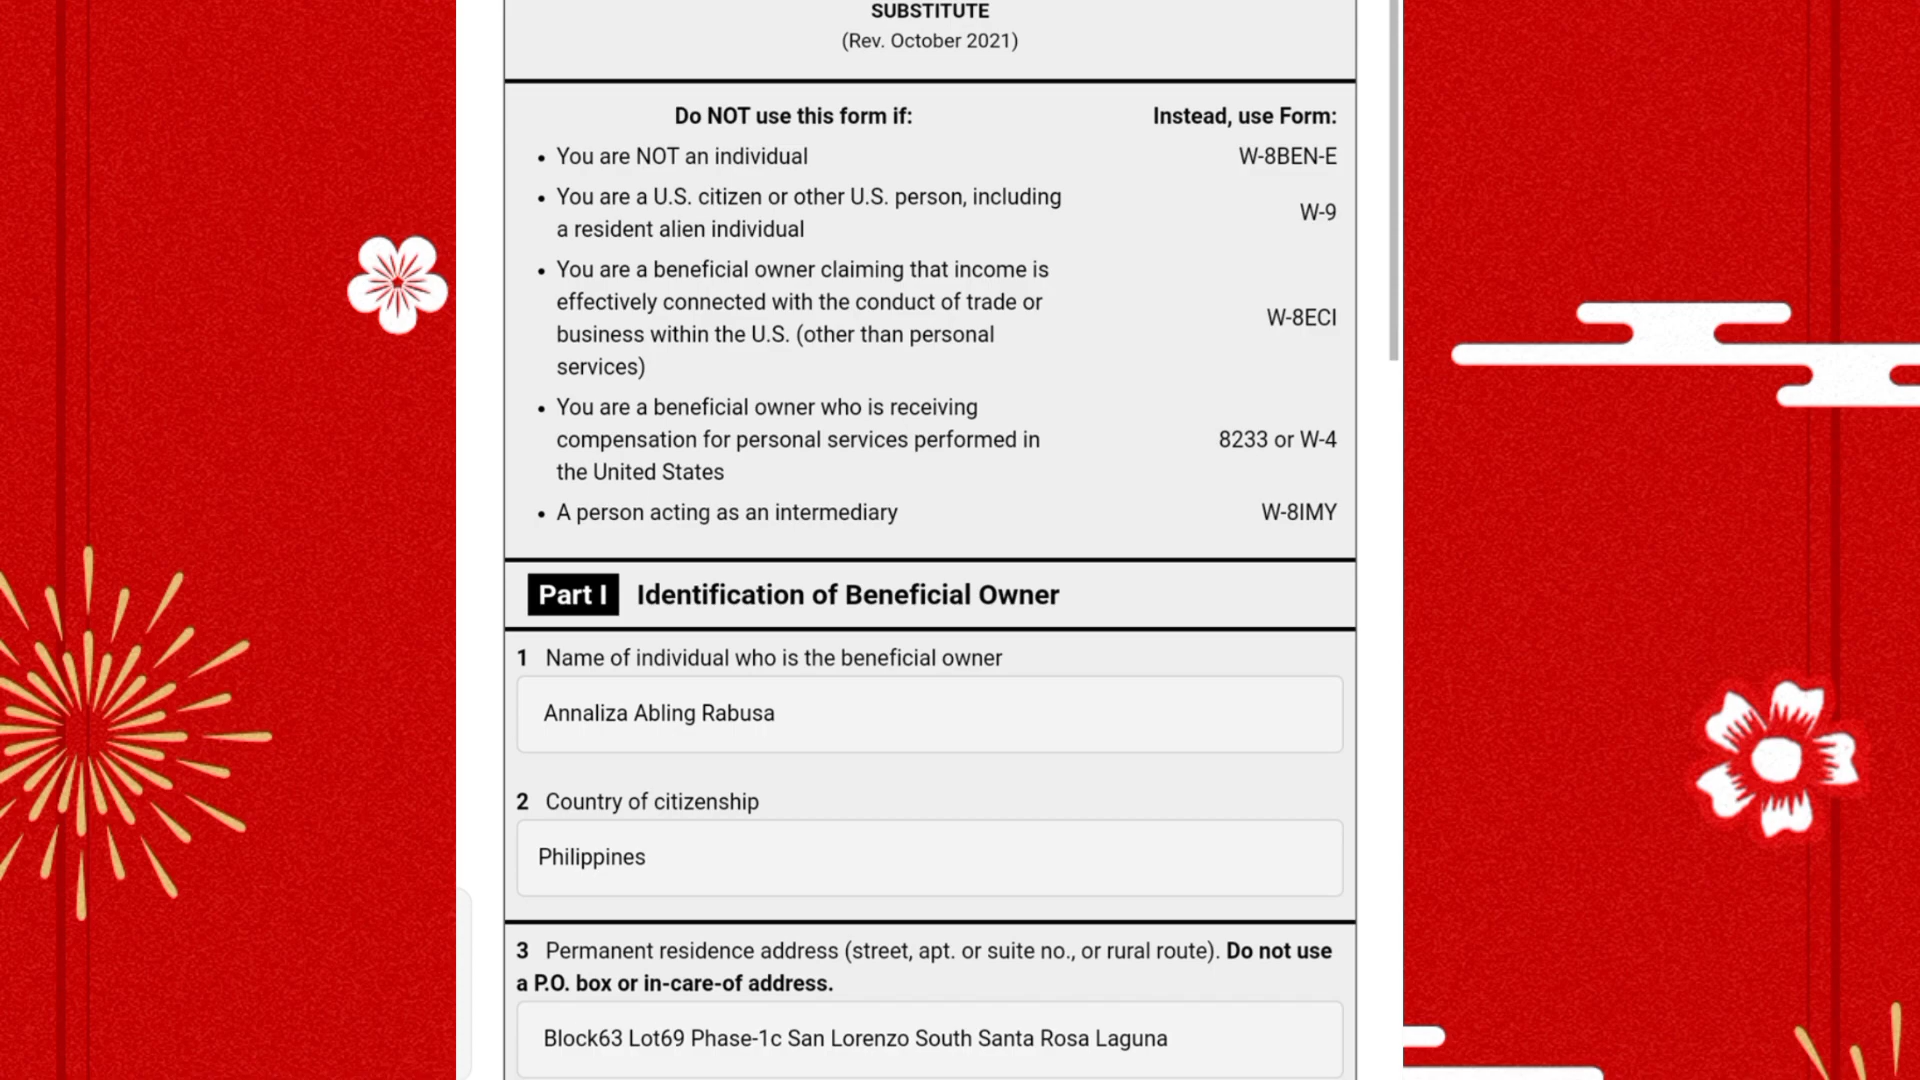 SUBSTITUTE
(Rev. October 2021)
Do NOT use this form if: Instead, use Form:
• You are NOT an individual W-8BEN-E
• You are a U.S. citizen or other U.S. person, including
a resident alien individual
W-9
• You are a beneficial owner claiming that income is
effectively connected with the conduct of trade or
business within the U.S. (other than personal
services)
W-8ECI
• You are a beneficial owner who is receiving
compensation for personal services performed in
the United States
8233 or W-4
• A person acting as an intermediary W-8IMY
Part I Identification of Beneficial Owner
1 Name of individual who is the beneficial owner
Annaliza Abling Rabusa
2 Country of citizenship
Philippines
3 Permanent residence address (street, apt. or suite no., or rural route). Do not use
a P.O. box or in-care-of address.
Block63 Lot69 Phase-1c San Lorenzo South Santa Rosa Laguna